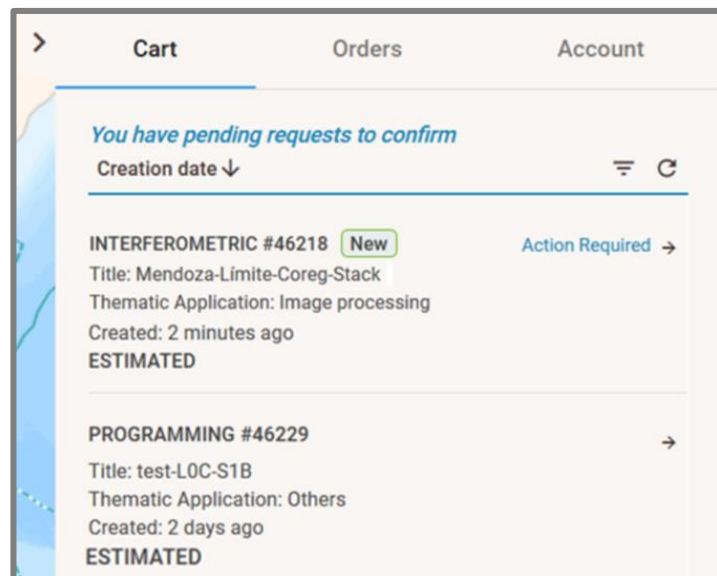 Cart Orders Account
You have pending requests to confirm
Creation date
INTERFEROMETRIC #46218 New Action Required
Title: Mendoza-Límite-Coreg-Stack
Thematic Application: Image processing
Created: 2 minutes ago
ESTIMATED
PROGRAMMING #46229
Title: test-L0C-S1B
Thematic Application: Others
Created: 2 days ago
ESTIMATED